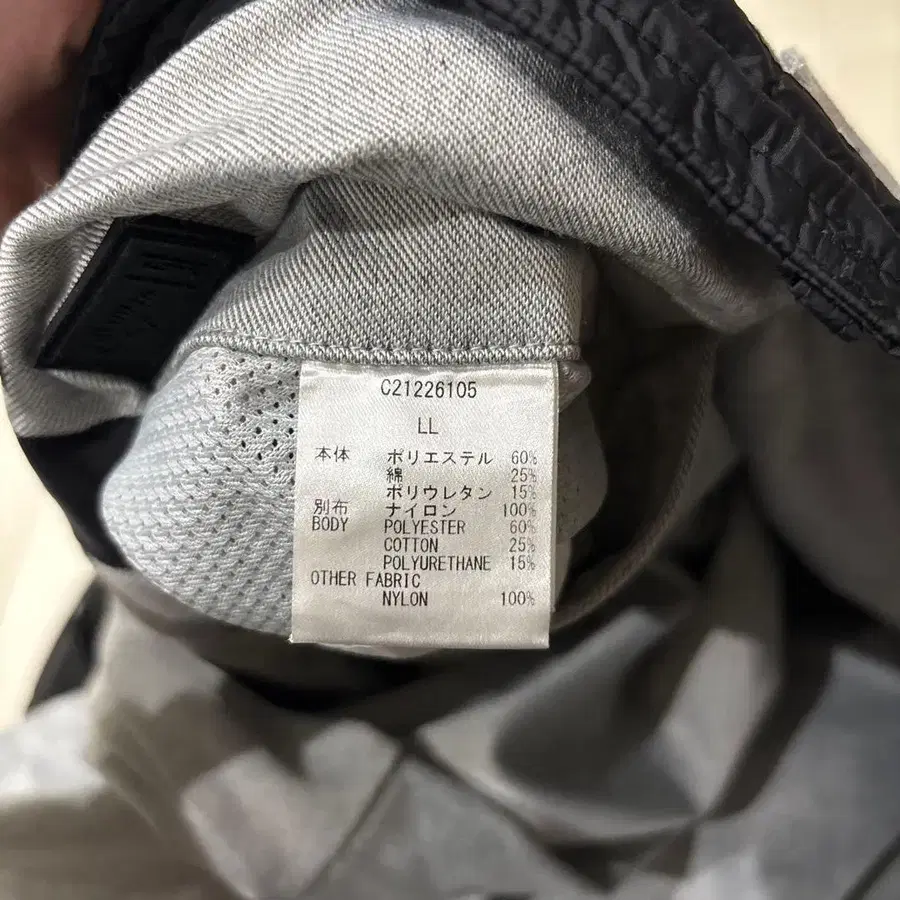 C21226105
LL
本体 ポリエステル 60%
綿 25%
ポリウレタン 15%
別布 ナイロン 100%
BODY POLYESTER 60%
COTTON 25%
POLYURETHANE 15%
OTHER FABRIC
NYLON 100%